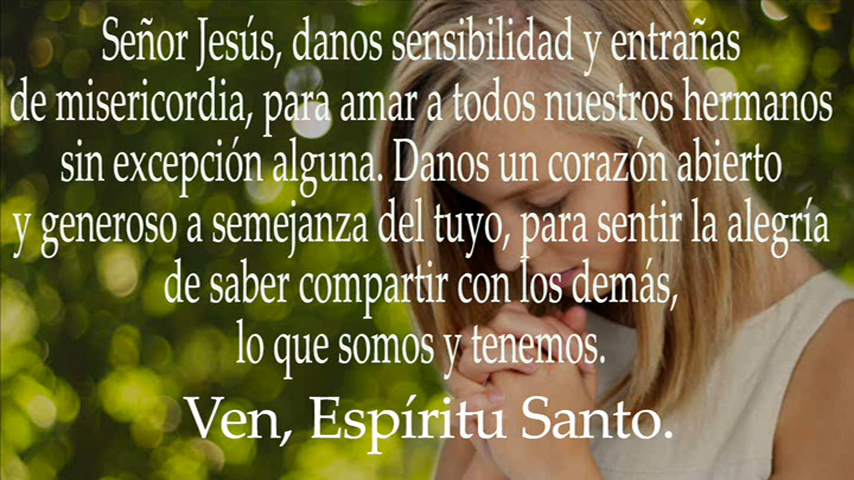 Señor Jesús, danos sensibilidad y entrañas
de misericordia, para amar a todos nuestros hermanos
sin excepción alguna. Danos un corazón abierto
y generoso a semejanza del tuyo, para sentir la alegría
de saber compartir con los demás,
lo que somos y tenemos.
Ven, Espíritu Santo.